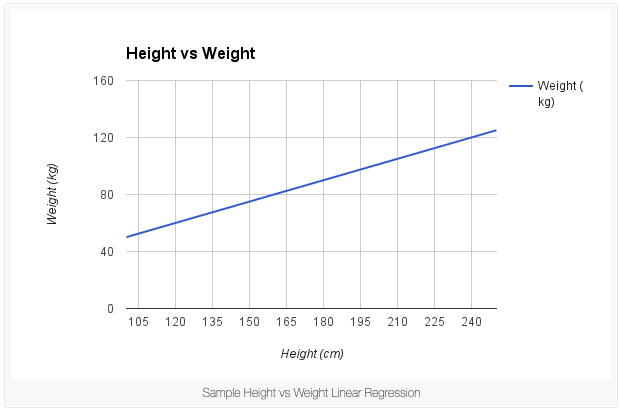 Height vs Weight
160
120
80
40
0
Weight (kg)
Weight (
kg)
105 120 135 150 165 180 195 210 225 240
Height (cm)
Sample Height vs Weight Linear Regression